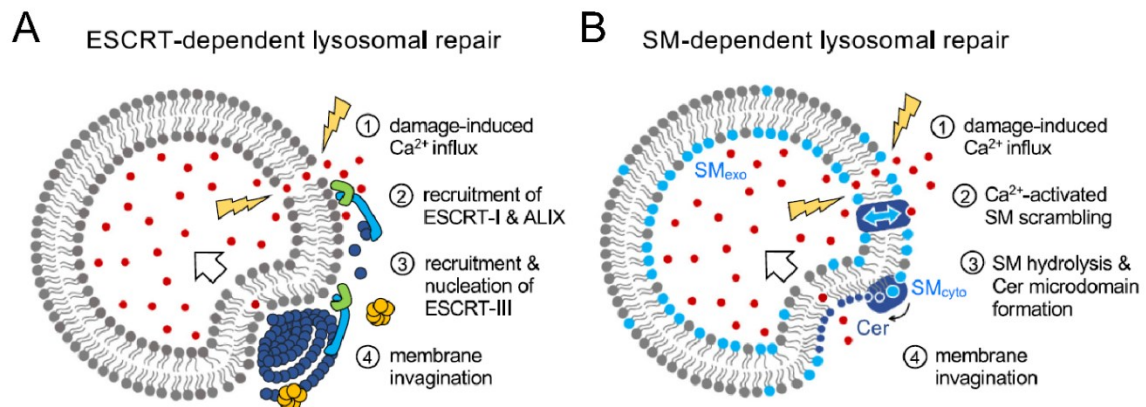 A
ESCRT-dependent lysosomal repair
① damage-induced
Ca²⁺ influx
② recruitment of
ESCRT-I & ALIX
③ recruitment &
nucleation of
ESCRT-III
④ membrane
invagination
B
SM-dependent lysosomal repair
SMexo
① damage-induced
Ca²⁺ influx
② Ca²⁺-activated
SM scrambling
③ SM hydrolysis &
Cer microdomain
formation
SMcyto
Cer
④ membrane
invagination